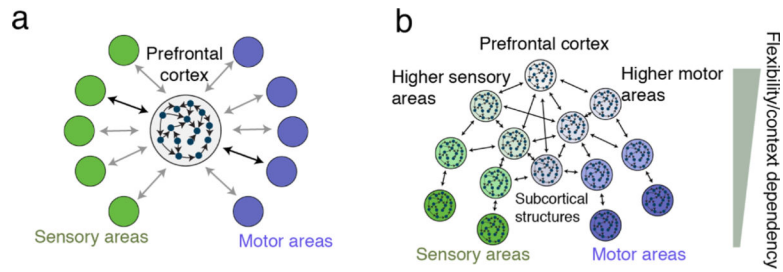 a
Prefrontal
cortex
Sensory areas
Motor areas
b
Prefrontal cortex
Higher sensory
areas
Higher motor
areas
Subcortical
structures
Sensory areas
Motor areas
Flexibility/context dependency